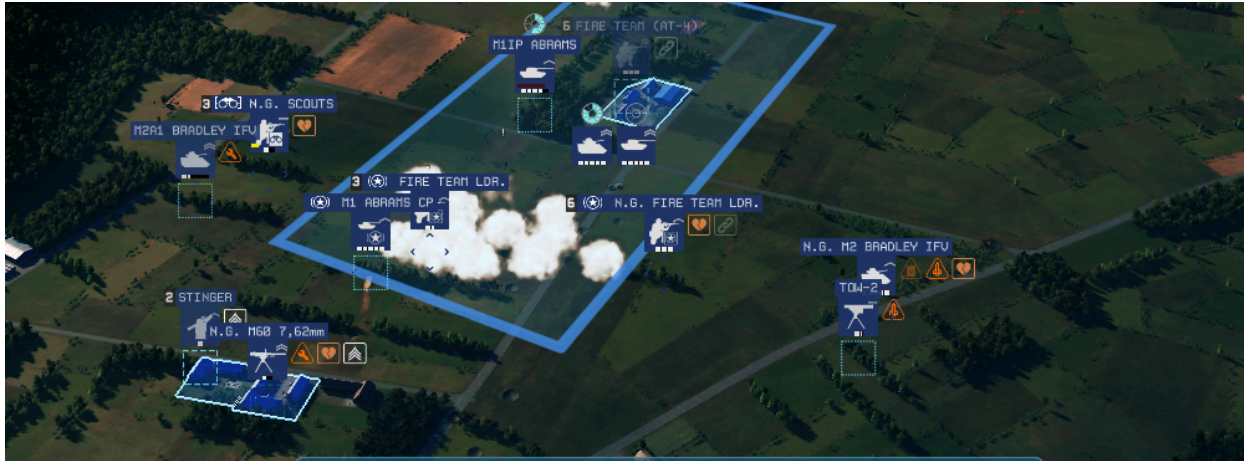 6 FIRE TEAM (AT-4)
M1IP ABRAMS
3 N.G. SCOUTS
M2A1 BRADLEY IFV
3 FIRE TEAM LDR.
M1 ABRAMS CP
6 N.G. FIRE TEAM LDR.
N.G. M2 BRADLEY IFV
TOW-2
2 STINGER
N.G. M60 7,62mm